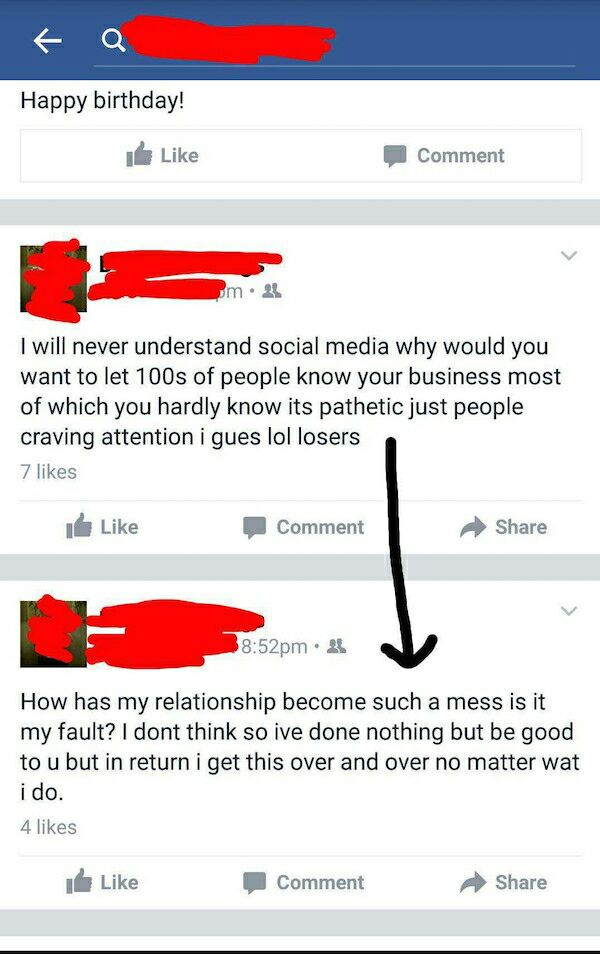 Happy birthday!
Like Comment
pm
I will never understand social media why would you
want to let 100s of people know your business most
of which you hardly know its pathetic just people
craving attention i gues lol losers
7 likes
Like Comment Share
8:52pm
How has my relationship become such a mess is it
my fault? I dont think so ive done nothing but be good
to u but in return i get this over and over no matter wat
i do.
4 likes
Like Comment Share